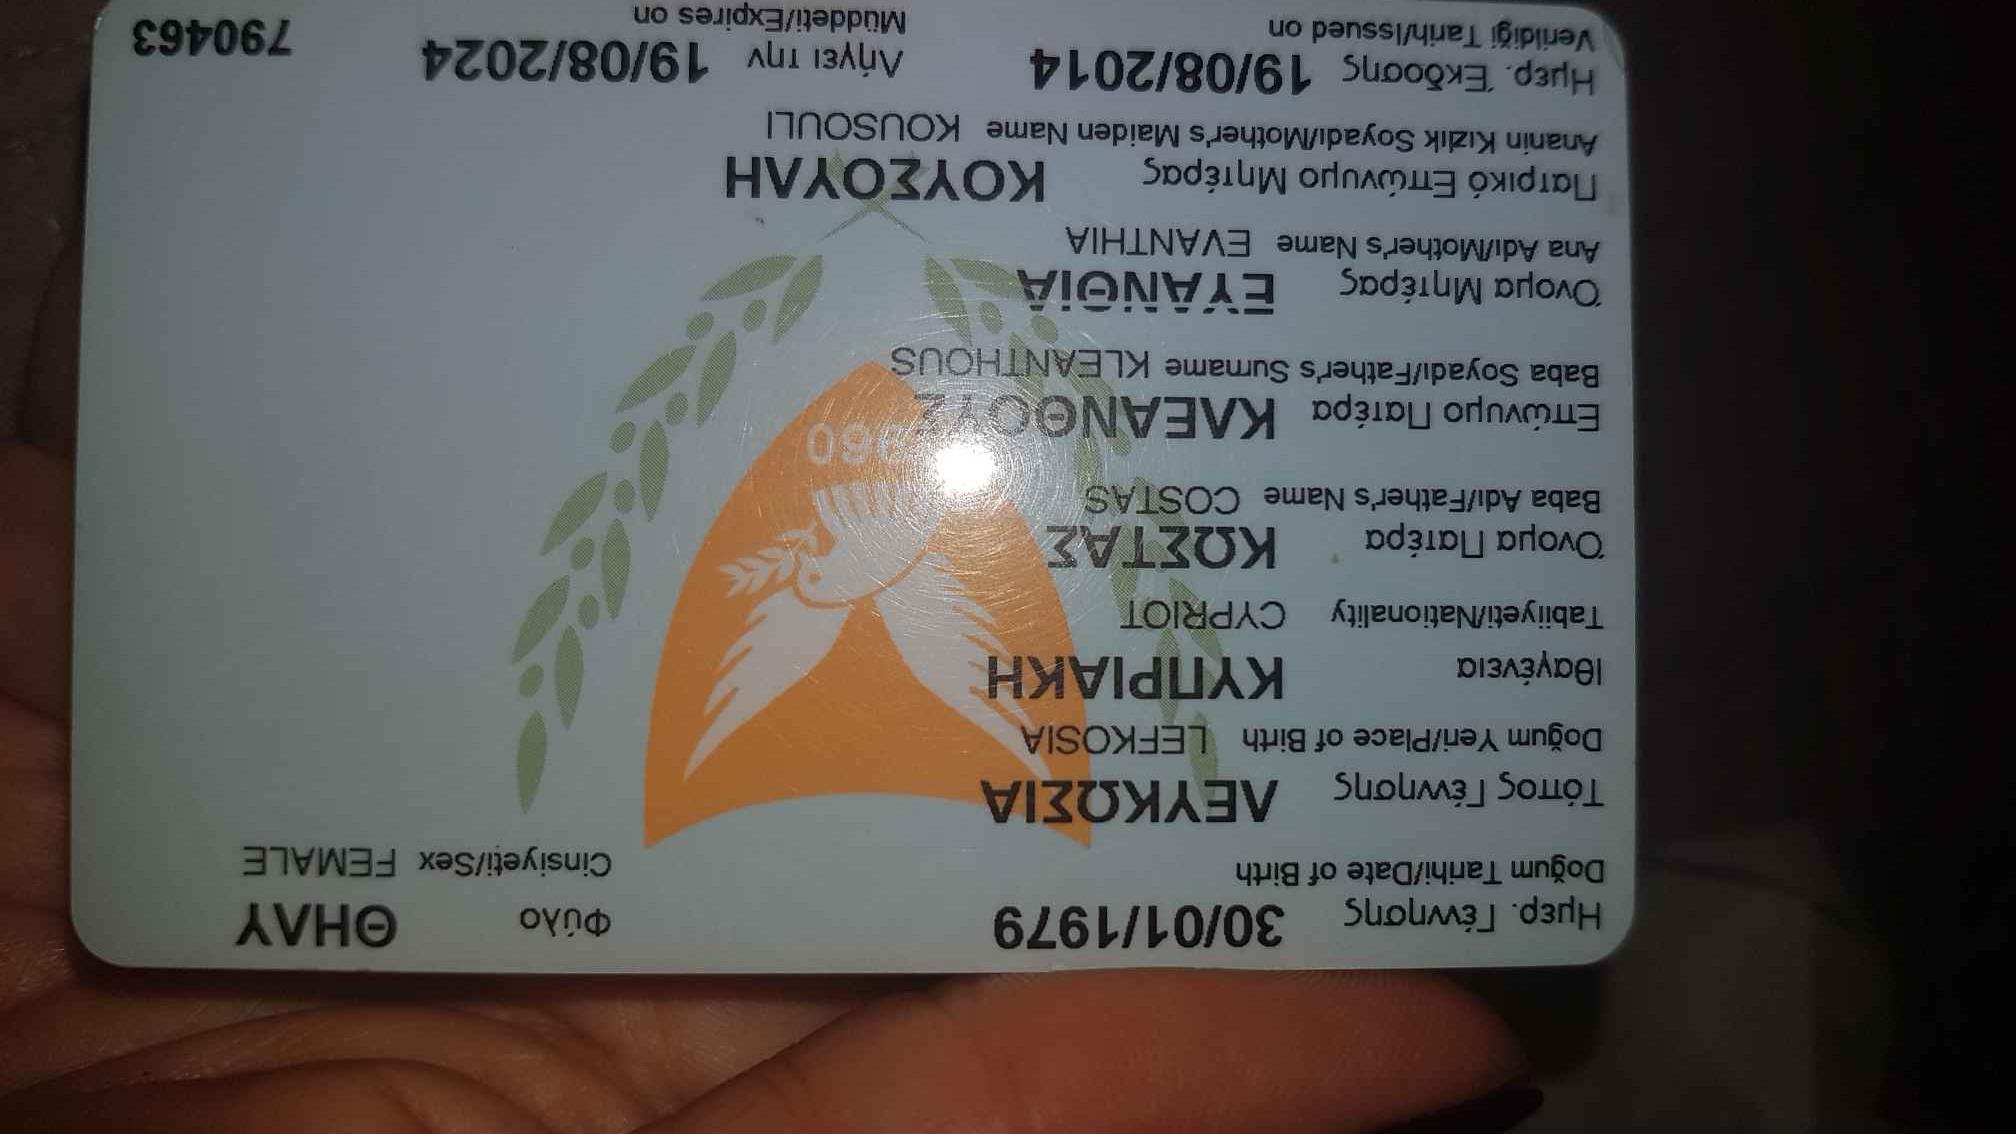 Ημερ. Γέννησης 30/01/1979 Φύλο ΘΗΛΥ
Doğum Tarihi/Date of Birth Cinsiyeti/Sex FEMALE
Τόπος Γέννησης ΛΕΥΚΩΣΙΑ
Doğum Yeri/Place of Birth LEFKOSIA
Ιθαγένεια ΚΥΠΡΙΑΚΗ
Tabiiyeti/Nationality CYPRIOT
Όνομα Πατέρα ΚΩΣΤΑΣ
Baba Adı/Father's Name COSTAS
Επώνυμο Πατέρα ΚΛΕΑΝΘΟΥΣ
Baba Soyadı/Father's Surname KLEANTHOUS
Όνομα Μητέρας ΕΥΑΝΘΙΑ
Ana Adı/Mother's Name EVANTHIA
Πατρικό Επώνυμο Μητέρας ΚΟΥΣΟΥΛΗ
Ananin Kızlik Soyadı/Mother's Maiden Name KOUSOULI
Ημερ. Έκδοσης 19/08/2014 Λήγει την 19/08/2024 790463
Verildiği Tarih/Issued on Müddeti/Expires on